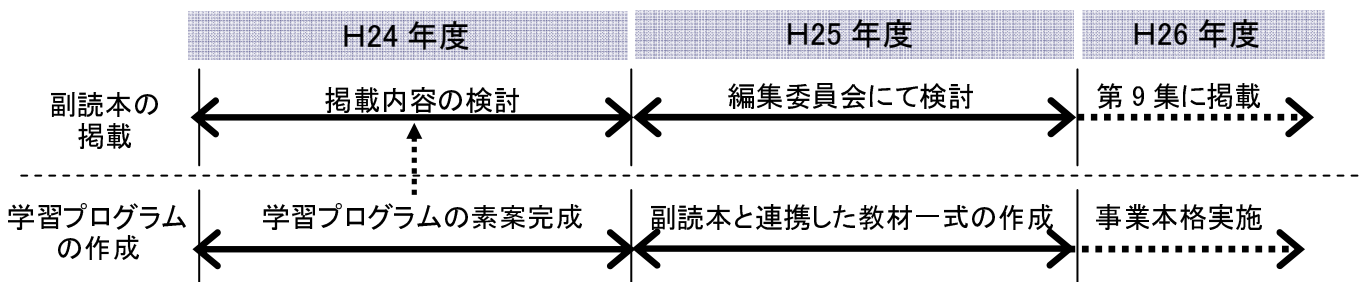 H24 年度
H25 年度
H26 年度
副読本の
掲載
掲載内容の検討
編集委員会にて検討
第 9 集に掲載
学習プログラム
の作成
学習プログラムの素案完成
副読本と連携した教材一式の作成
事業本格実施